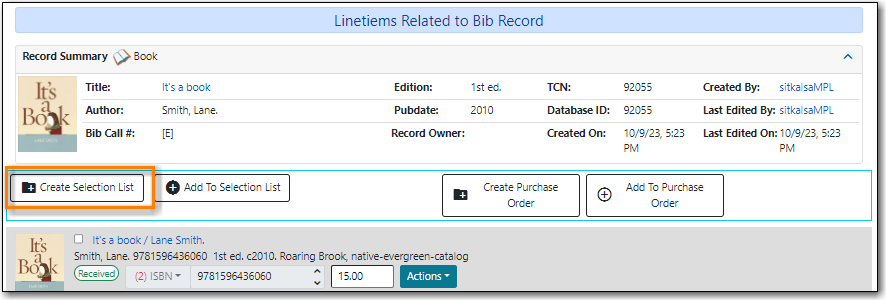 Linetiems Related to Bib Record
Record Summary Book
It's a Book
Title: It's a book Edition: 1st ed. TCN: 92055 Created By: sitkalsaMPL
Author: Smith, Lane. Pubdate: 2010 Database ID: 92055 Last Edited By: sitkalsaMPL
Bib Call #: [E] Record Owner: Created On: 10/9/23, 5:23 PM Last Edited On: 10/9/23, 5:23 PM
Create Selection List Add To Selection List Create Purchase Order Add To Purchase Order
It's a Book
It's a book / Lane Smith.
Smith, Lane. 9781596436060 1st ed. c2010. Roaring Brook, native-evergreen-catalog
Received (2) ISBN 9781596436060 15.00 Actions